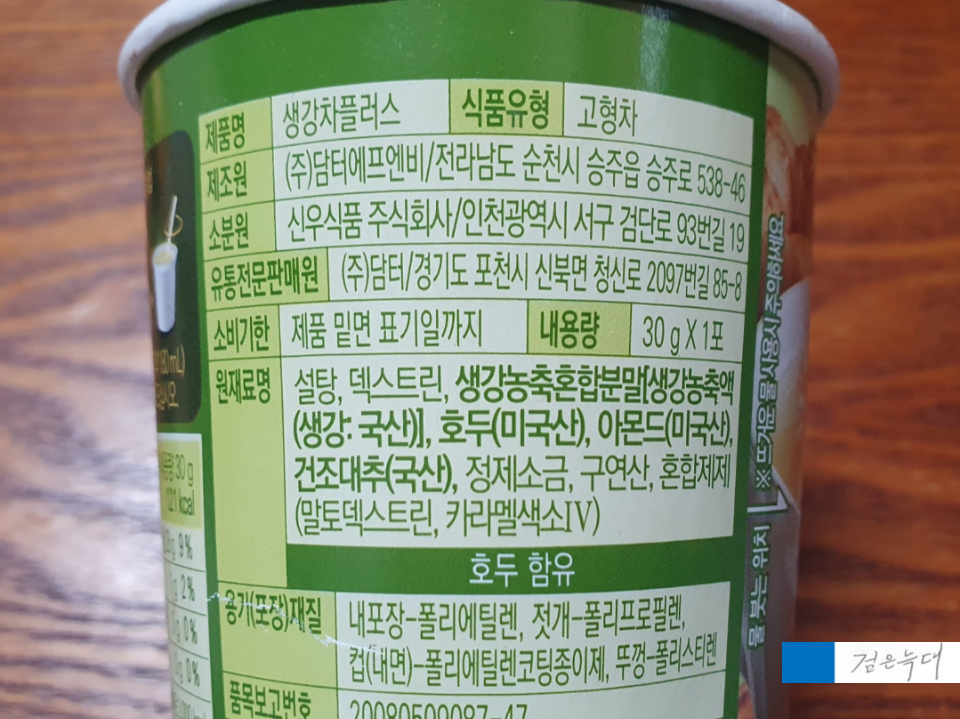 제품명 생강차플러스 식품유형 고형차
제조원 (주)담터에프엔비/전라남도 순천시 승주읍 승주로 538-46
소분원 신우식품 주식회사/인천광역시 서구 검단로 93번길 19
유통전문판매원 (주)담터/경기도 포천시 신북면 청신로 2097번길 85-8
소비기한 제품 밑면 표기일까지 내용량 30 g X 1포
원재료명 설탕, 덱스트린, 생강농축혼합분말[생강농축액
(생강: 국산)], 호두(미국산), 아몬드(미국산),
건조대추(국산), 정제소금, 구연산, 혼합제제
(말토덱스트린, 카라멜색소IV)
호두 함유
용기(포장)재질 내포장-폴리에틸렌, 젓개-폴리프로필렌,
컵(내면)-폴리에틸렌코팅종이제, 뚜껑-폴리스티렌
품목보고번호 20080509087-47
※ 뜨거운 물 사용시 주의하세요
물 붓는 위치
30 g
121 kcal
9%
2%
0%
0%
검은늑대